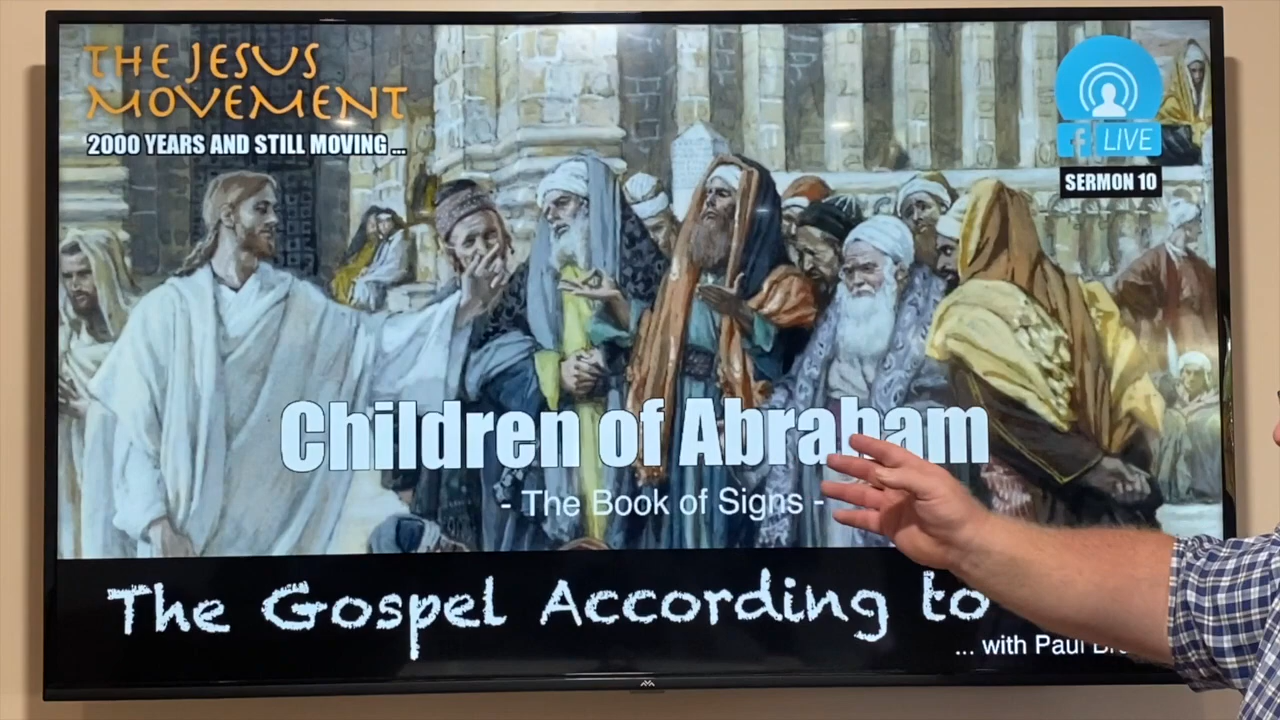 THE JESUS
MOVEMENT
2000 YEARS AND STILL MOVING ...
f LIVE
SERMON 10
Children of Abraham
- The Book of Signs -
The Gospel According to
... with Paul